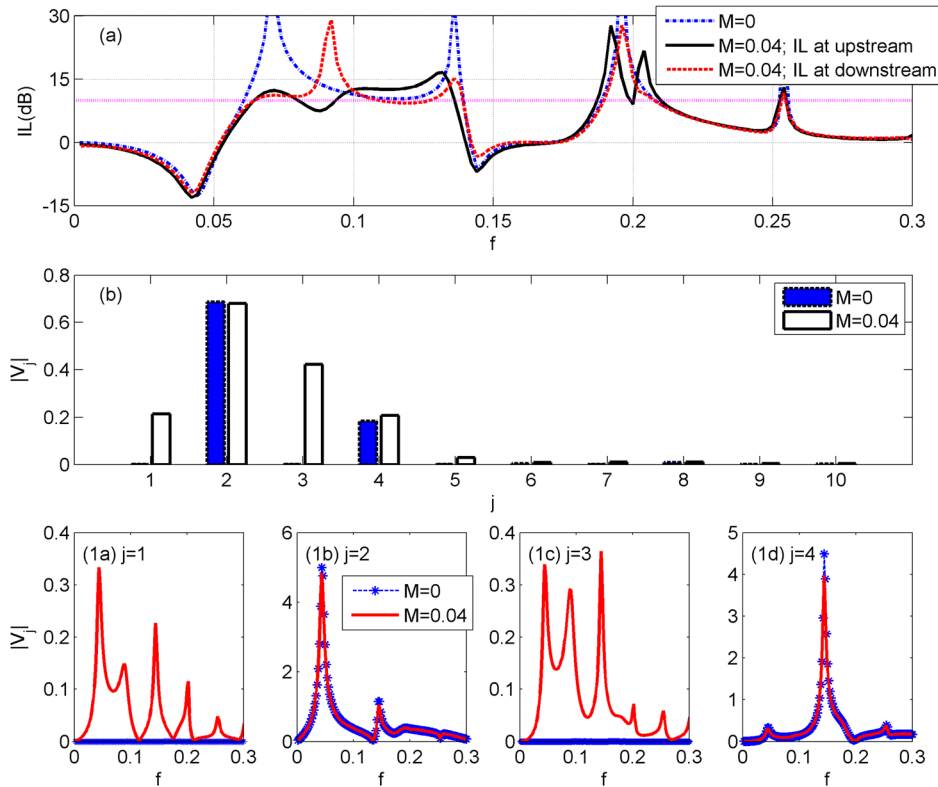 (a)
M=0
M=0.04; IL at upstream
M=0.04; IL at downstream
IL(dB)
30
15
0
-15
0 0.05 0.1 0.15 0.2 0.25 0.3
f
(b)
M=0
M=0.04
|Vj|
0.8
0.6
0.4
0.2
0
1 2 3 4 5 6 7 8 9 10
j
(1a) j=1
|Vj|
0.4
0.3
0.2
0.1
0
0 0.1 0.2 0.3
f
(1b) j=2
M=0
M=0.04
6
4
2
0
0 0.1 0.2 0.3
f
(1c) j=3
0.4
0.3
0.2
0.1
0
0 0.1 0.2 0.3
f
(1d) j=4
5
4
3
2
1
0
0 0.1 0.2 0.3
f